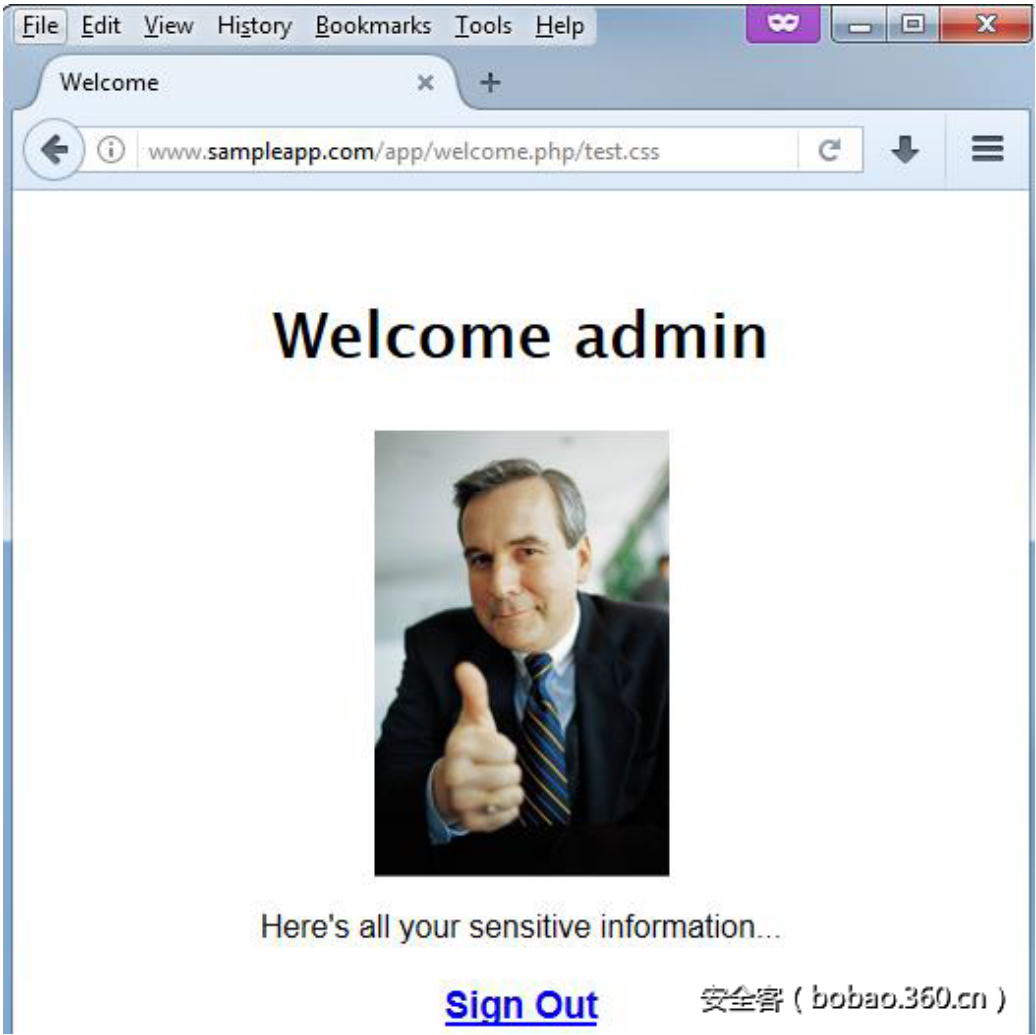 File Edit View History Bookmarks Tools Help
Welcome
www.sampleapp.com/app/welcome.php/test.css
Welcome admin
Here's all your sensitive information...
Sign Out
安全客（bobao.360.cn）